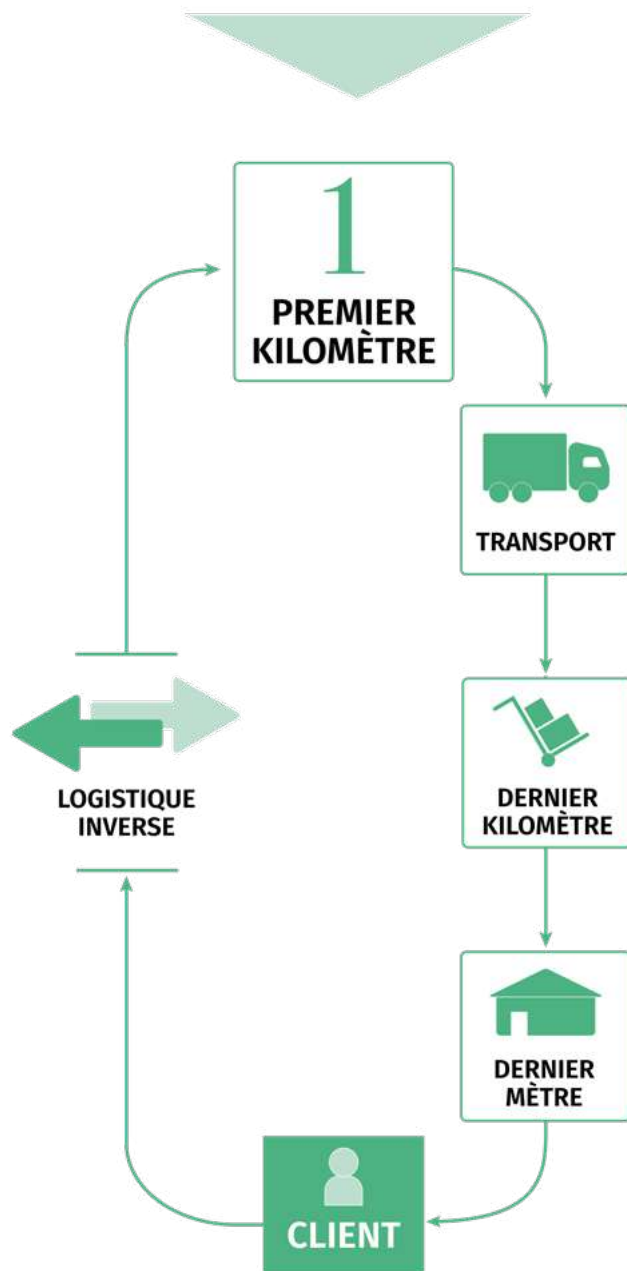 1
PREMIER
KILOMÈTRE
TRANSPORT
DERNIER
KILOMÈTRE
LOGISTIQUE
INVERSE
DERNIER
MÈTRE
CLIENT